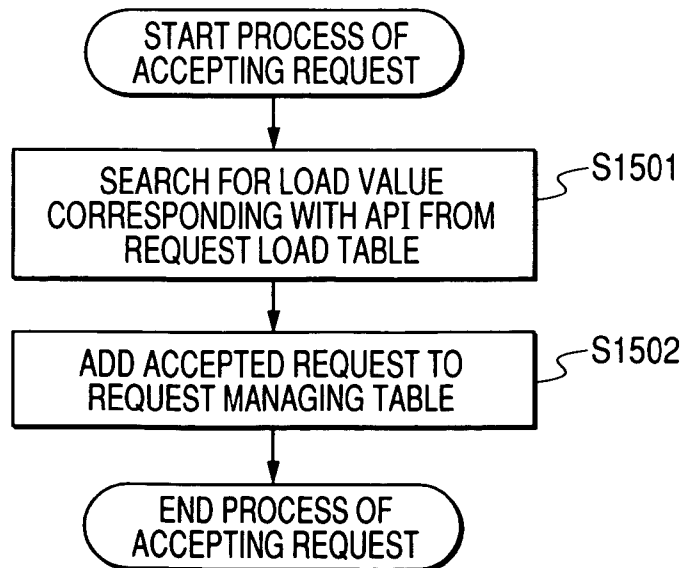 START PROCESS OF
ACCEPTING REQUEST
SEARCH FOR LOAD VALUE
CORRESPONDING WITH API FROM
REQUEST LOAD TABLE
S1501
ADD ACCEPTED REQUEST TO
REQUEST MANAGING TABLE
S1502
END PROCESS OF
ACCEPTING REQUEST